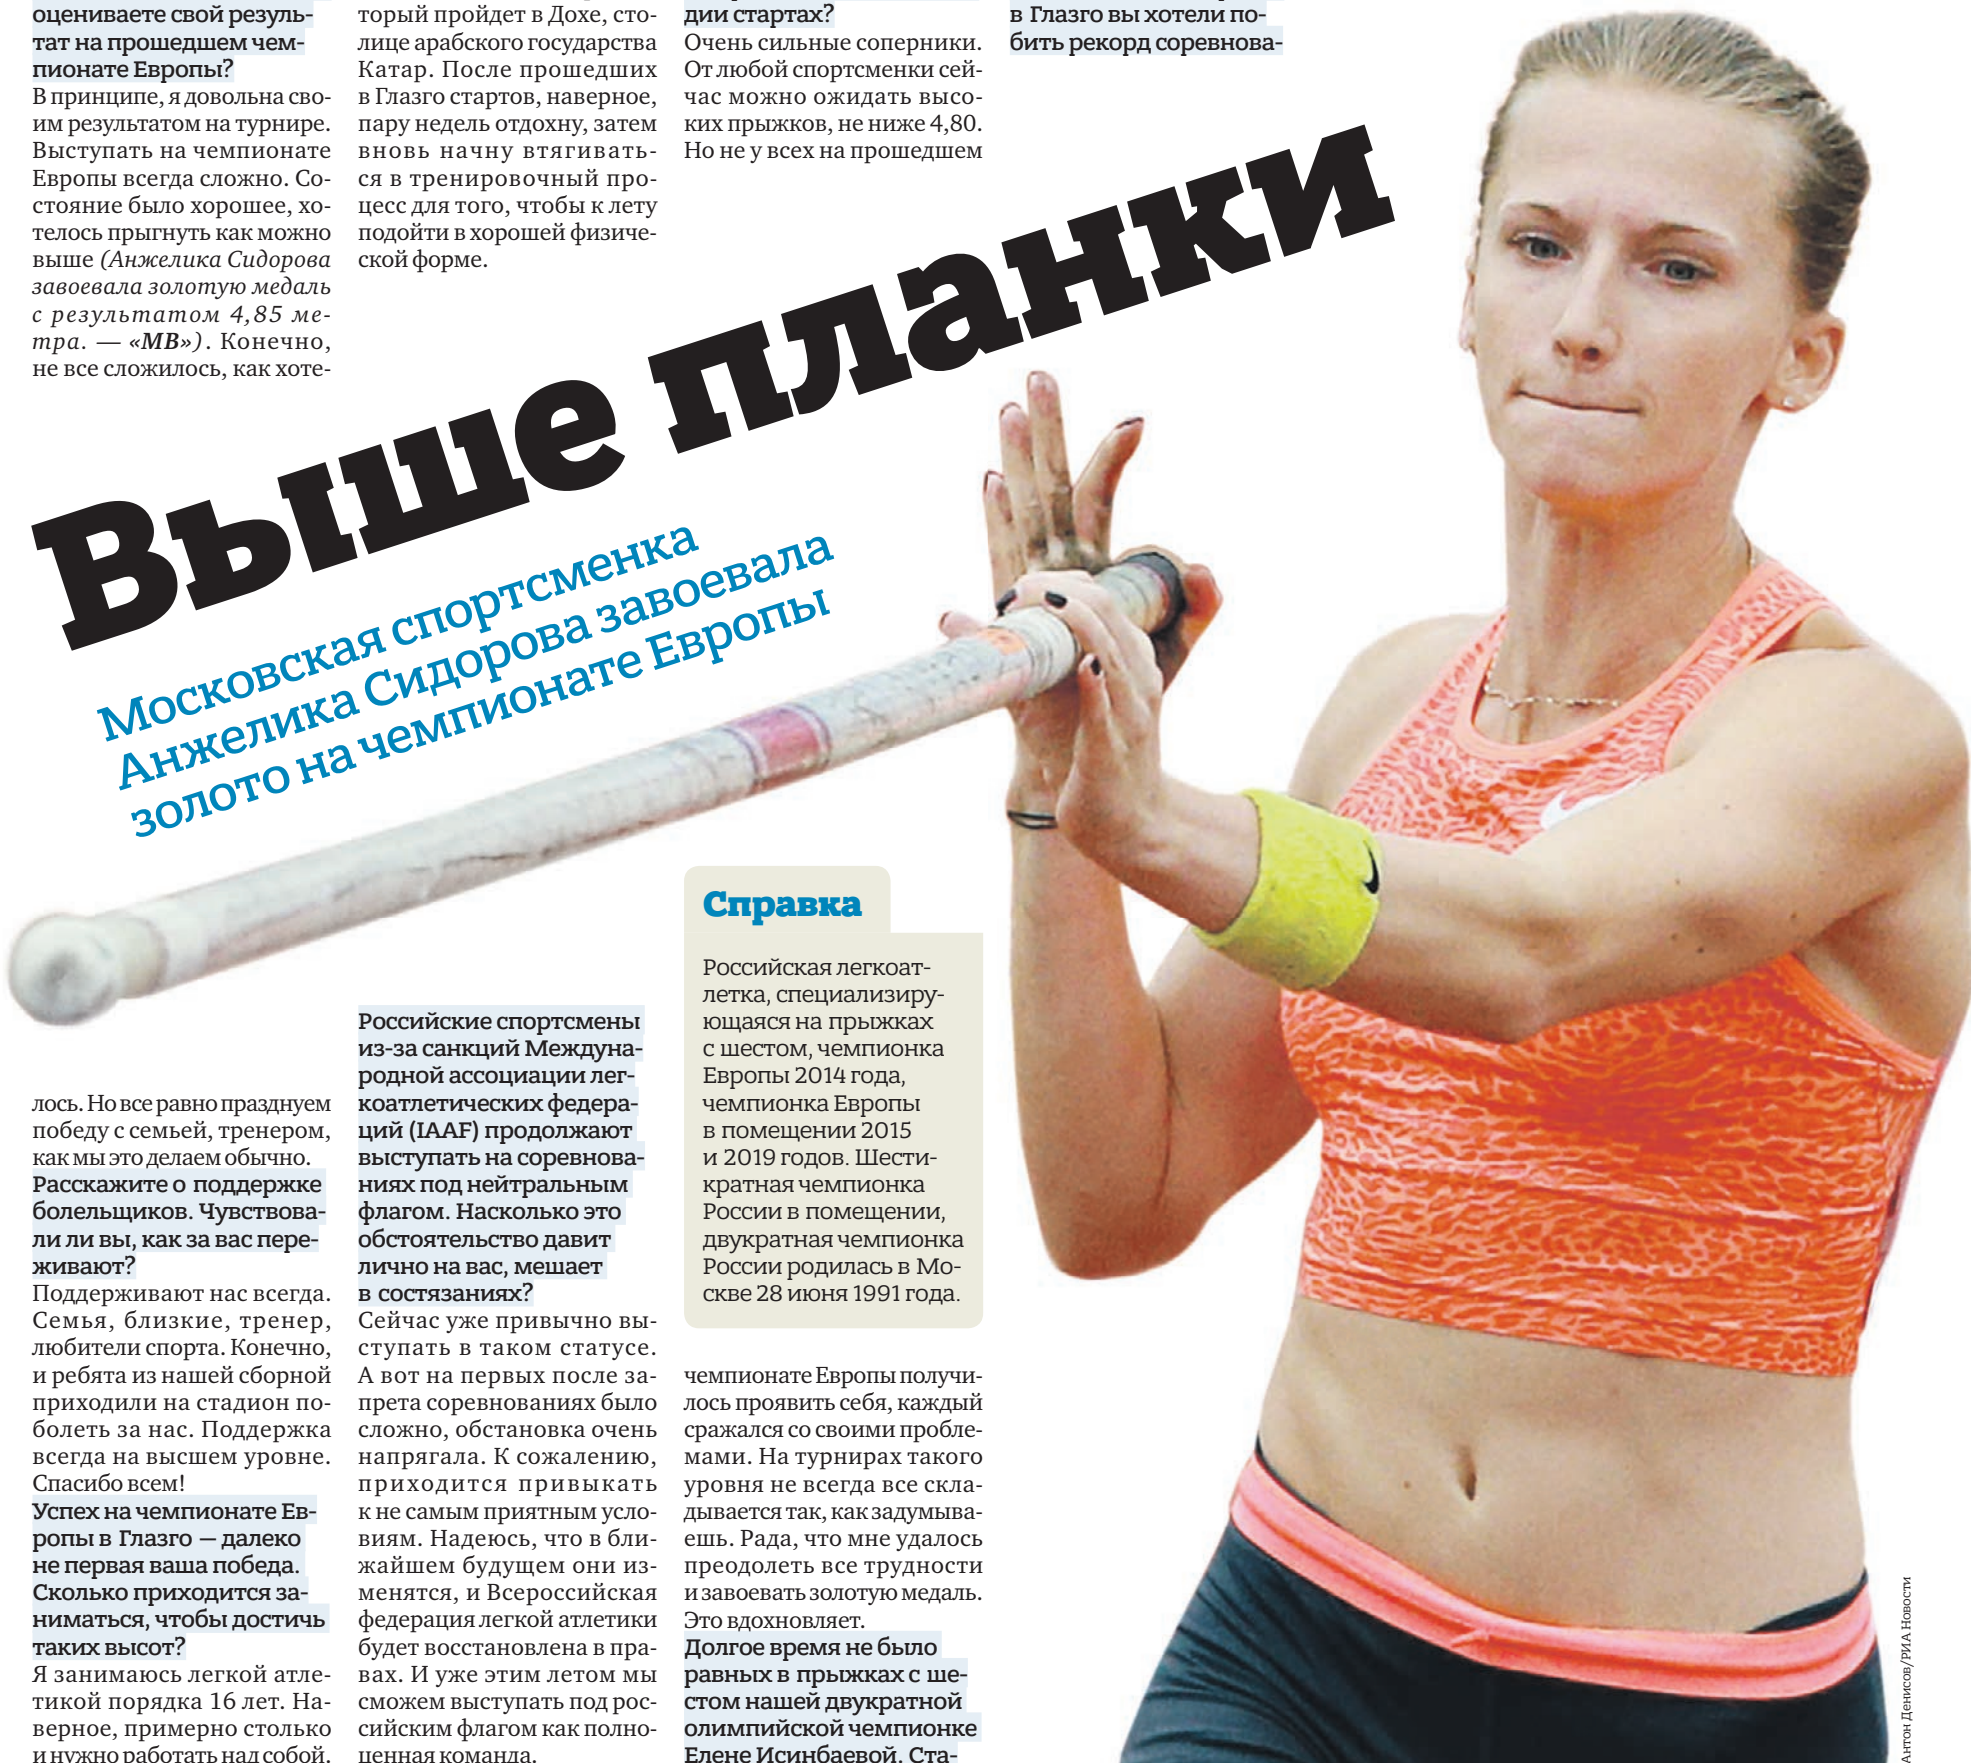 оцениваете свой резуль-
тат на прошедшем чем-
пионате Европы?
В принципе, я довольна сво-
им результатом на турнире.
Выступать на чемпионате
Европы всегда сложно. Со-
стояние было хорошее, хо-
телось прыгнуть как можно
выше (Анжелика Сидорова
завоевала золотую медаль
с результатом 4,85 ме-
тра. — «МВ»). Конечно,
не все сложилось, как хоте-
торый пройдет в Дохе, сто-
лице арабского государства
Катар. После прошедших
в Глазго стартов, наверное,
пару недель отдохну, затем
вновь начну втягивать-
ся в тренировочный про-
цесс для того, чтобы к лету
подойти в хорошей физиче-
ской форме.
дии стартах?
Очень сильные соперники.
От любой спортсменки сей-
час можно ожидать высо-
ких прыжков, не ниже 4,80.
Но не у всех на прошедшем
в Глазго вы хотели по-
бить рекорд соревнова-
Выше планки
Московская спортсменка
Анжелика Сидорова завоевала
золото на чемпионате Европы
лось. Но все равно празднуем
победу с семьей, тренером,
как мы это делаем обычно.
Расскажите о поддержке
болельщиков. Чувствова-
ли ли вы, как за вас пере-
живают?
Поддерживают нас всегда.
Семья, близкие, тренер,
любители спорта. Конечно,
и ребята из нашей сборной
приходили на стадион по-
болеть за нас. Поддержка
всегда на высшем уровне.
Спасибо всем!
Успех на чемпионате Ев-
ропы в Глазго — далеко
не первая ваша победа.
Сколько приходится за-
ниматься, чтобы достичь
таких высот?
Я занимаюсь легкой атле-
тикой порядка 16 лет. На-
верное, примерно столько
и нужно работать над собой.
Российские спортсмены
из-за санкций Междуна-
родной ассоциации лег-
коатлетических федера-
ций (IAAF) продолжают
выступать на соревнова-
ниях под нейтральным
флагом. Насколько это
обстоятельство давит
лично на вас, мешает
в состязаниях?
Сейчас уже привычно вы-
ступать в таком статусе.
А вот на первых после за-
прета соревнованиях было
сложно, обстановка очень
напрягала. К сожалению,
приходится привыкать
к не самым приятным усло-
виям. Надеюсь, что в бли-
жайшем будущем они из-
менятся, и Всероссийская
федерация легкой атлетики
будет восстановлена в пра-
вах. И уже этим летом мы
сможем выступать под рос-
сийским флагом как полно-
ценная команда.
Справка
Российская легкоат-
летка, специализиру-
ющаяся на прыжках
с шестом, чемпионка
Европы 2014 года,
чемпионка Европы
в помещении 2015
и 2019 годов. Шести-
кратная чемпионка
России в помещении,
двукратная чемпионка
России родилась в Мо-
скве 28 июня 1991 года.
чемпионате Европы получи-
лось проявить себя, каждый
сражался со своими пробле-
мами. На турнирах такого
уровня не всегда все скла-
дывается так, как задумыва-
ешь. Рада, что мне удалось
преодолеть все трудности
и завоевать золотую медаль.
Это вдохновляет.
Долгое время не было
равных в прыжках с ше-
стом нашей двукратной
олимпийской чемпионке
Елене Исинбаевой. Ста-
Антон Денисов/РИА Новости